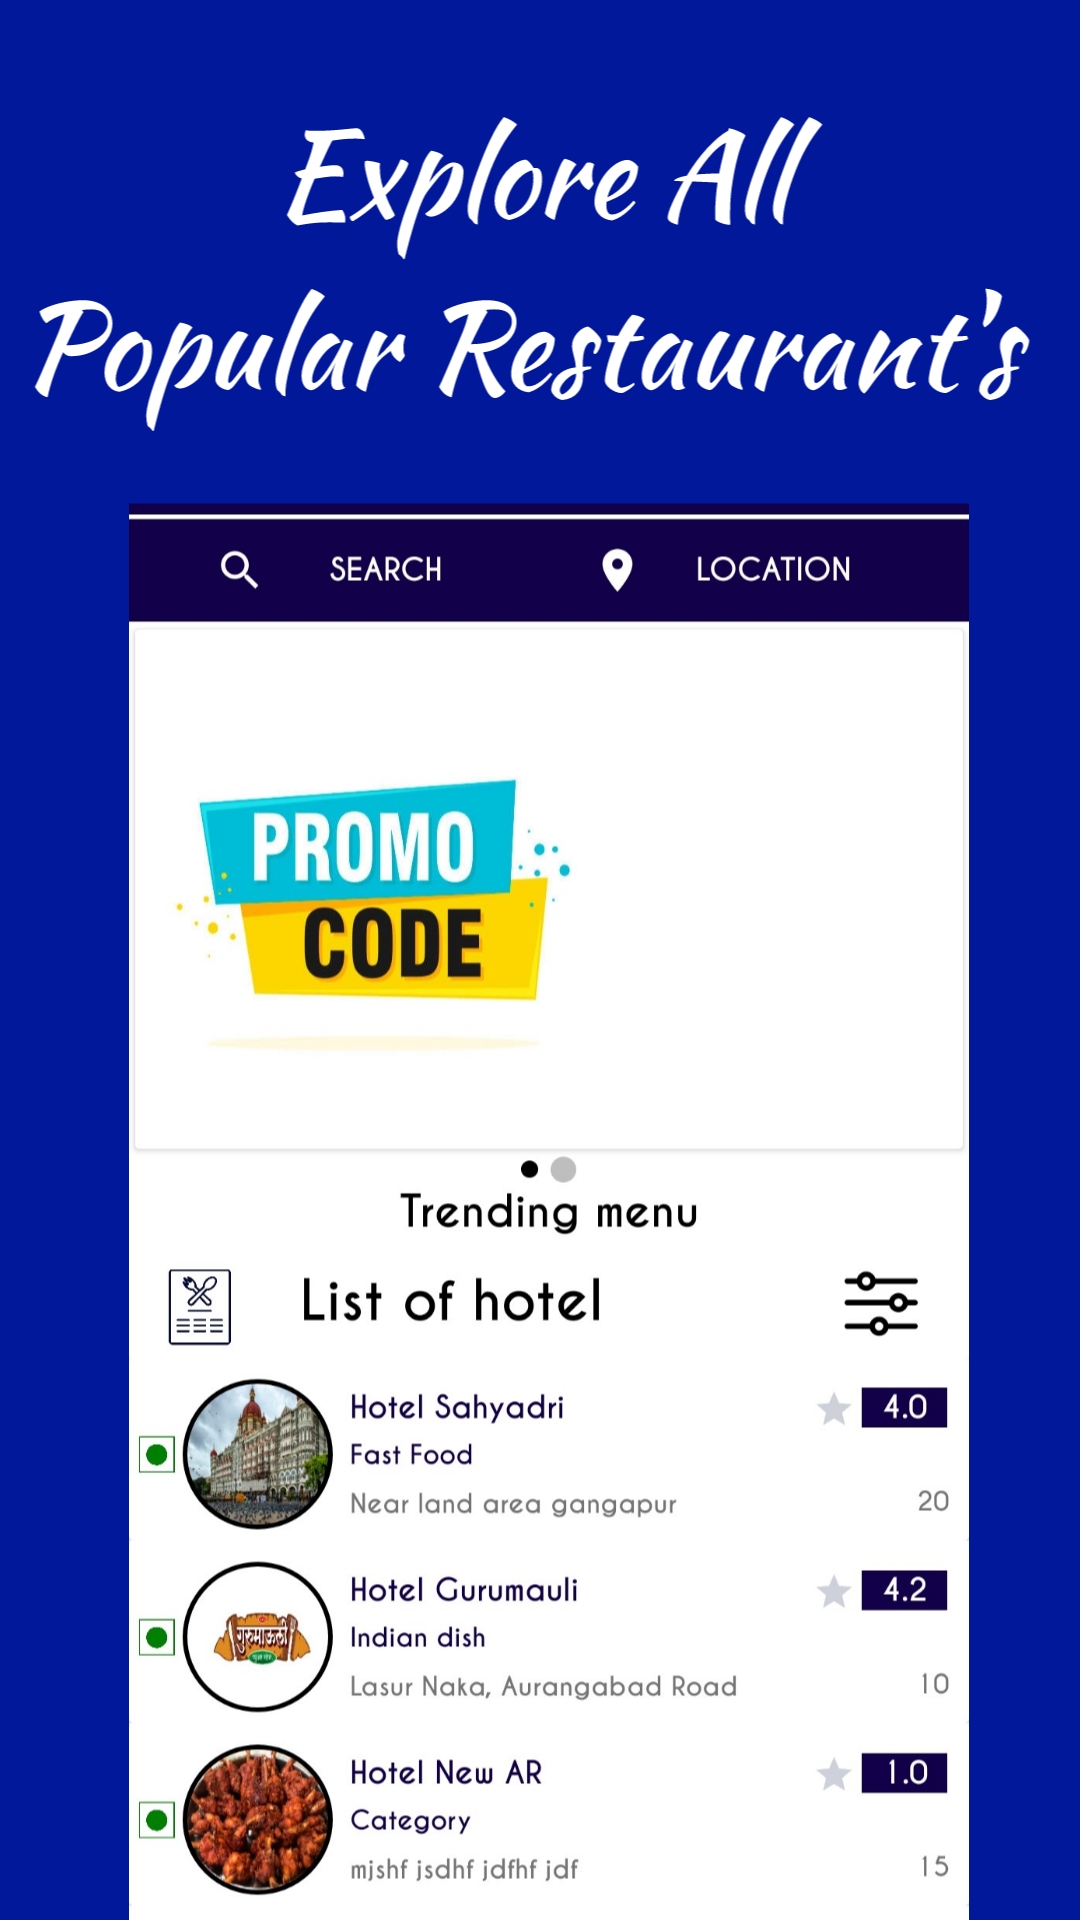 Explore All
Popular Restaurant's
SEARCH
LOCATION
PROMO
CODE
Trending menu
List of hotel
Hotel Sahyadri
4.0
Fast Food
Near land area gangapur
20
Hotel Gurumauli
4.2
गुरुमाऊली
Indian dish
Lasur Naka, Aurangabad Road
10
Hotel New AR
1.0
Category
mjshf jsdhf jdfhf jdf
15